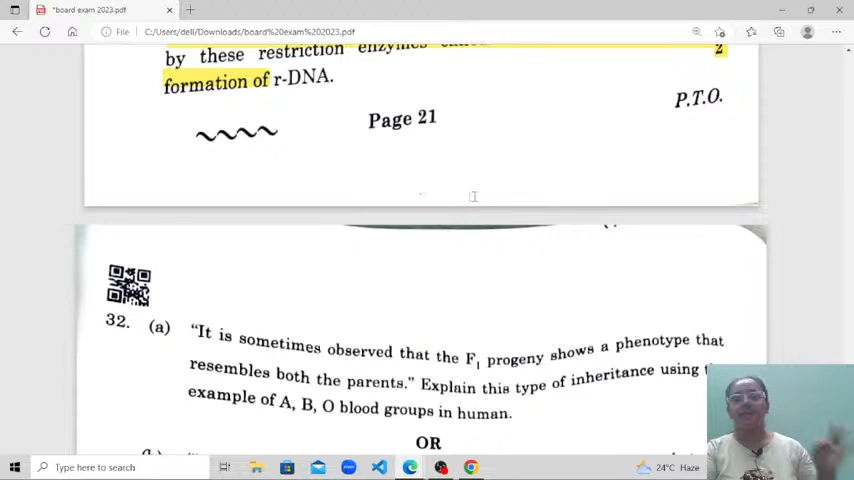 *board exam 2023.pdf
File
C:/Users/dell/Downloads/board%20exam%202023.pdf
by these restriction enzymes
2
formation of r-DNA.
P.T.O.
Page 21
32. (a) "It is sometimes observed that the F1 progeny shows a phenotype that
resembles both the parents." Explain this type of inheritance using
example of A, B, O blood groups in human.
OR
Type here to search
24°C Haze